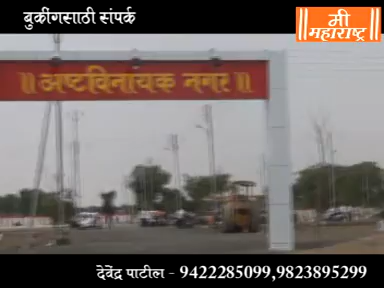 बुकींगसाठी संपर्क
मी
महाराष्ट्र
॥ अष्टविनायक नगर ॥
देवेंद्र पाटील - 9422285099,9823895299